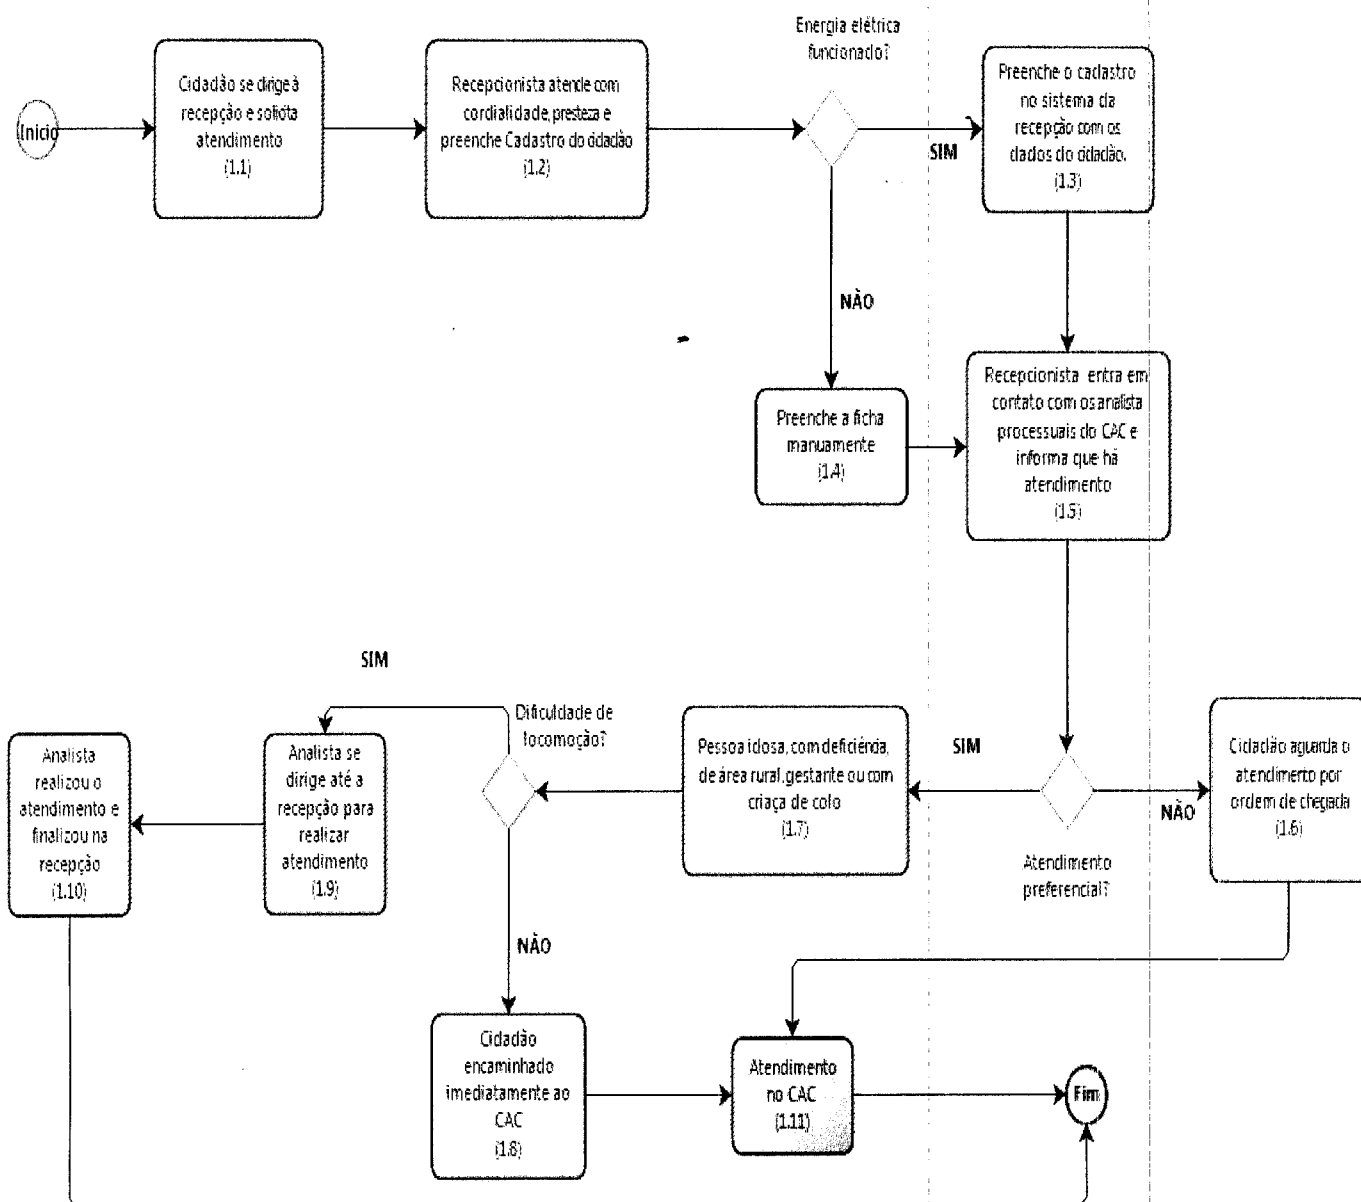 Início
Cidadão se dirige à
recepção e solicita
atendimento
(1.1)
Recepcionista atende com
cordialidade, presteza e
preenche Cadastro do cidadão
(1.2)
Energia elétrica
funcionado?
SIM
Preenche o cadastro
no sistema da
recepção com os
dados do cidadão.
(1.3)
NÃO
Preenche a ficha
manuamente
(1.4)
Recepcionista entra em
contato com os analista
processuais do CAC e
informa que há
atendimento
(1.5)
Atendimento
preferencial?
NÃO
Cidadão aguarda o
atendimento por
ordem de chegada
(1.6)
SIM
Pessoa idosa, com deficiência,
de área rural, gestante ou com
criaça de colo
(1.7)
Dificuldade de
locomoção?
SIM
Analista se
dirige até a
recepção para
realizar
atendimento
(1.9)
Analista
realizou o
atendimento e
finalizou na
recepção
(1.10)
NÃO
Cidadão
encaminhado
imediatamente ao
CAC
(1.8)
Atendimento
no CAC
(1.11)
Fim